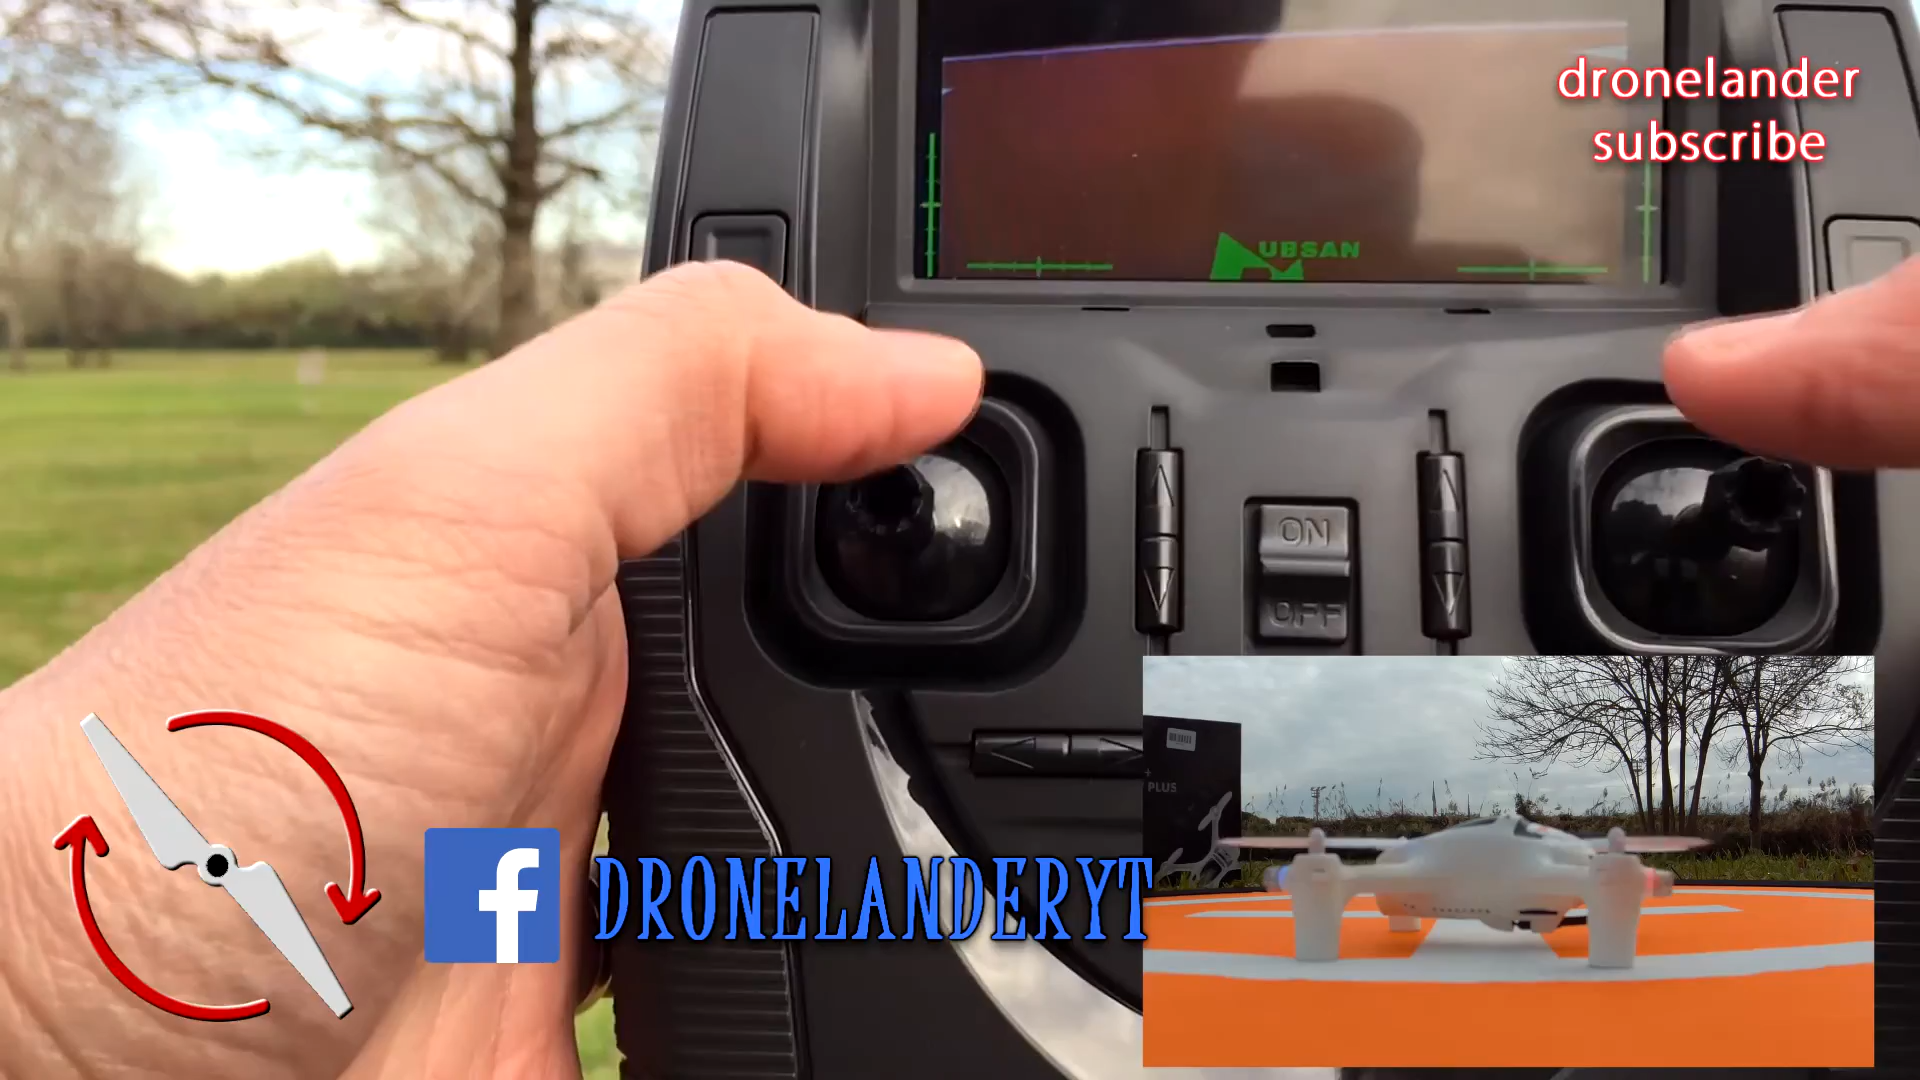 dronelander
subscribe
UBSAN
ON
OFF
+
PLUS
DRONELANDERYT